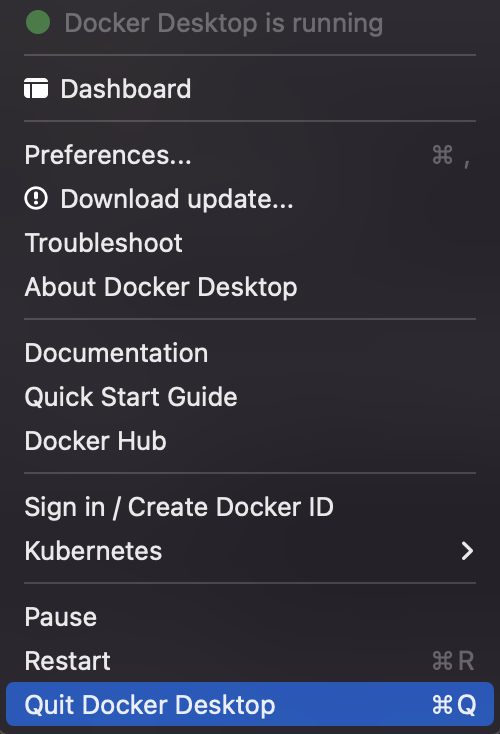 Docker Desktop is running
Dashboard
Preferences... ⌘ ,
Download update...
Troubleshoot
About Docker Desktop
Documentation
Quick Start Guide
Docker Hub
Sign in / Create Docker ID
Kubernetes
Pause
Restart ⌘R
Quit Docker Desktop ⌘Q